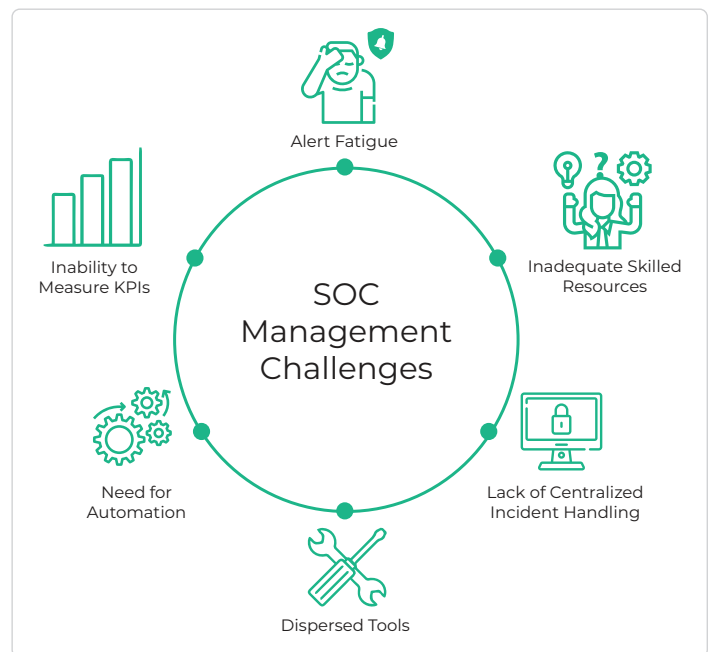 Alert Fatigue
Inadequate Skilled
Resources
Lack of Centralized
Incident Handling
Dispersed Tools
Need for
Automation
Inability to
Measure KPIs
SOC
Management
Challenges
?